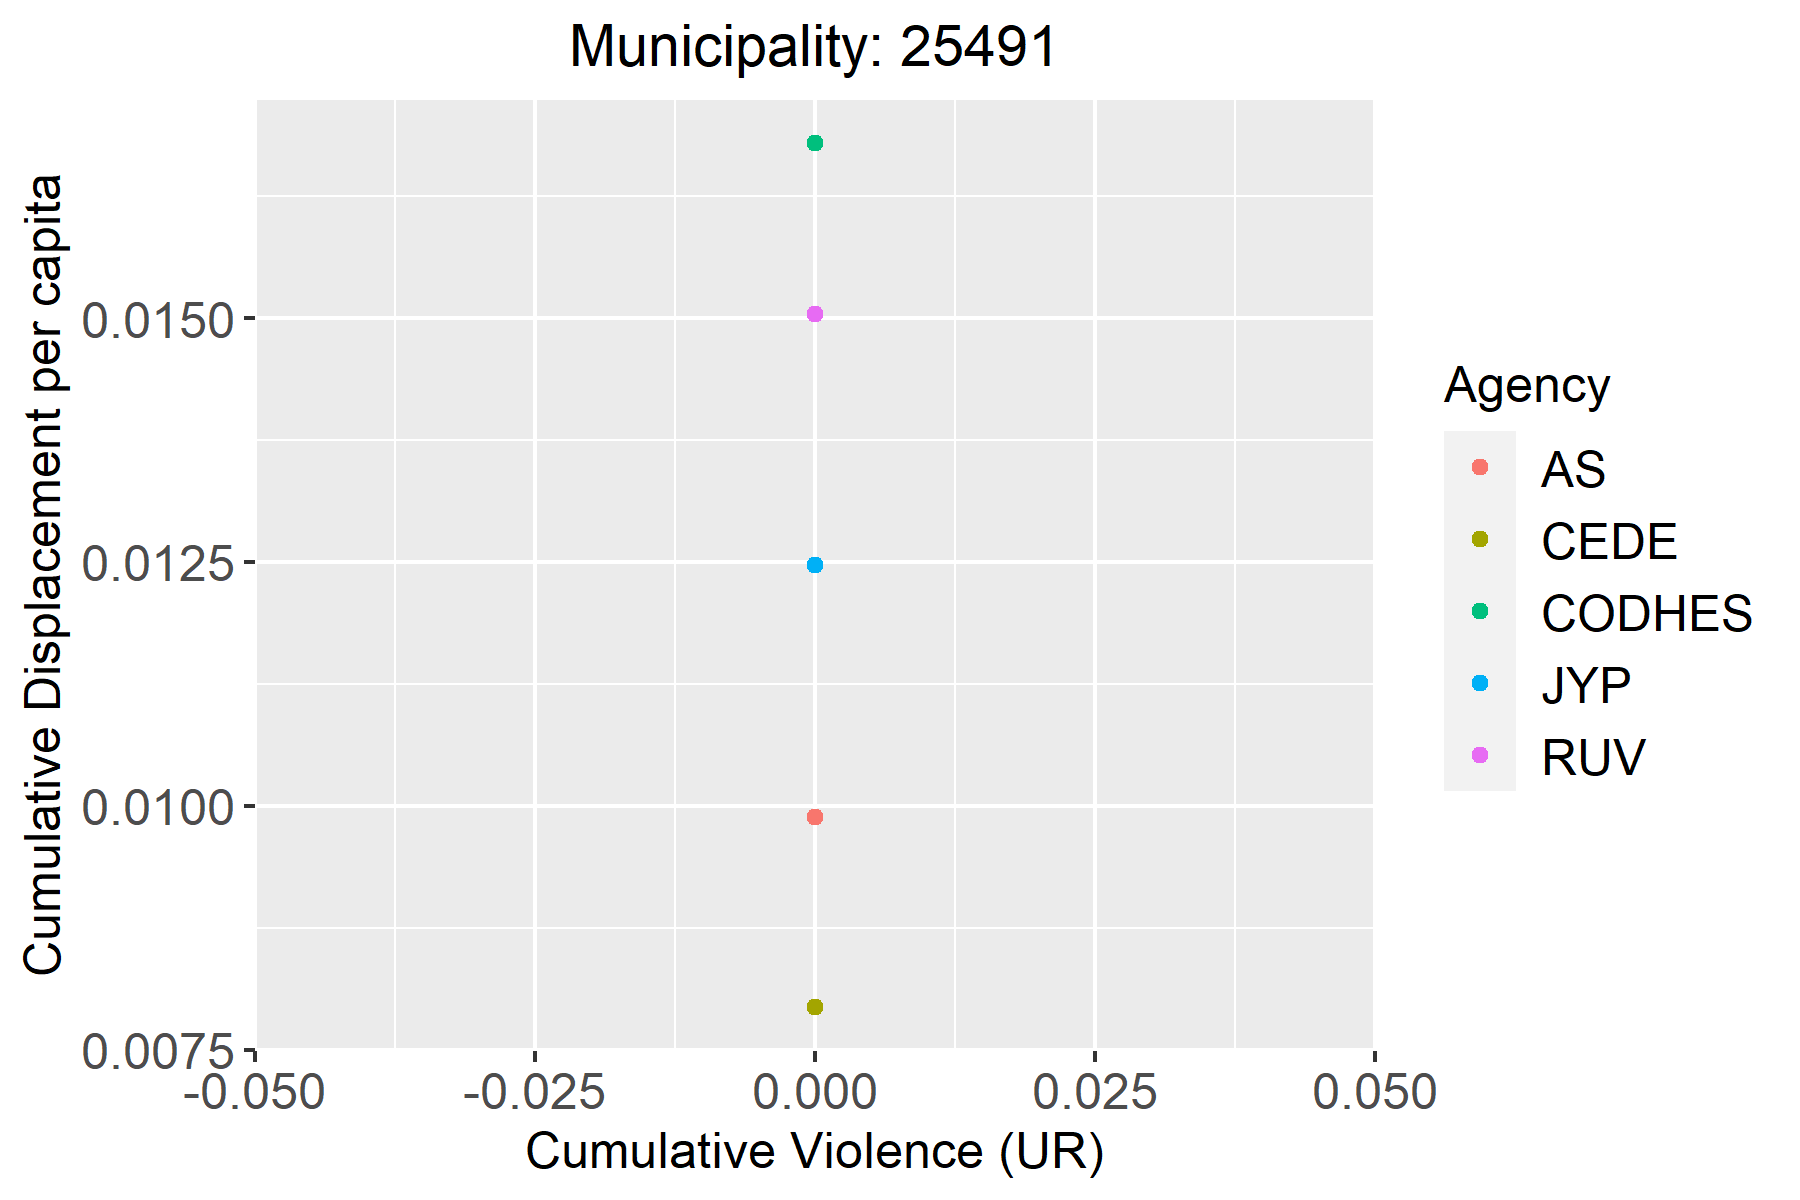 Municipality: 25491
Cumulative Displacement per capita
0.0150
0.0125
0.0100
0.0075
-0.050
-0.025
0.000
0.025
0.050
Cumulative Violence (UR)
Agency
AS
CEDE
CODHES
JYP
RUV